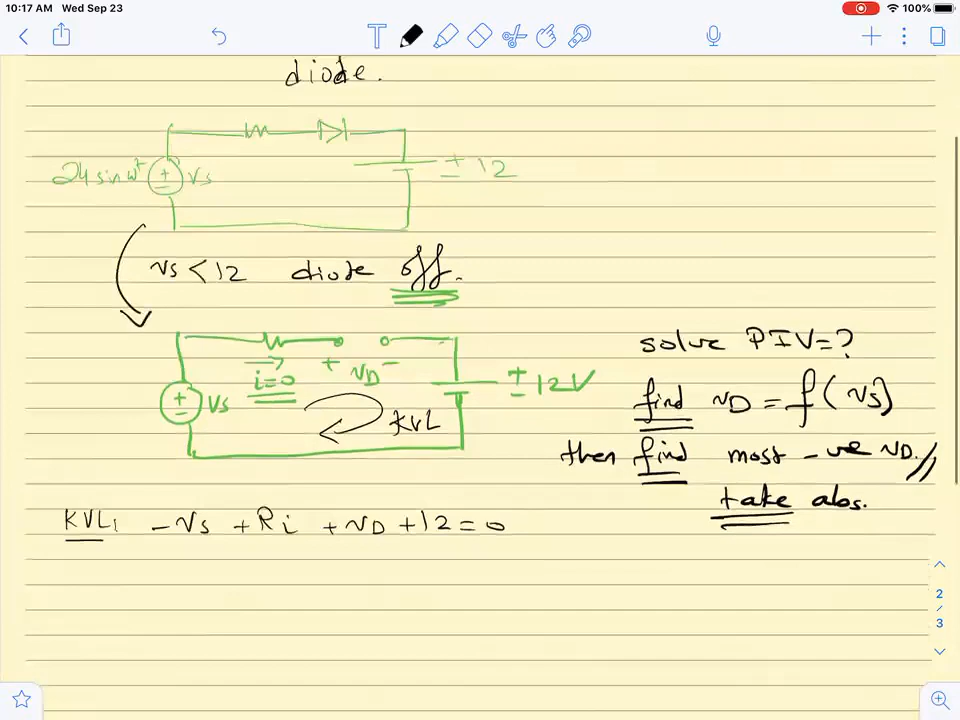 10:17 AM Wed Sep 23
100%
diode.
24 sin ωt
+
-
Vs
± 12
Vs < 12 diode off.
i=0
+ VD -
+
-
Vs
± 12V
KVL
solve PIV=?
find VD = f(Vs)
then find most -ve VD.//
take abs.
KVL: -Vs + Ri + VD + 12 = 0
2
/
3